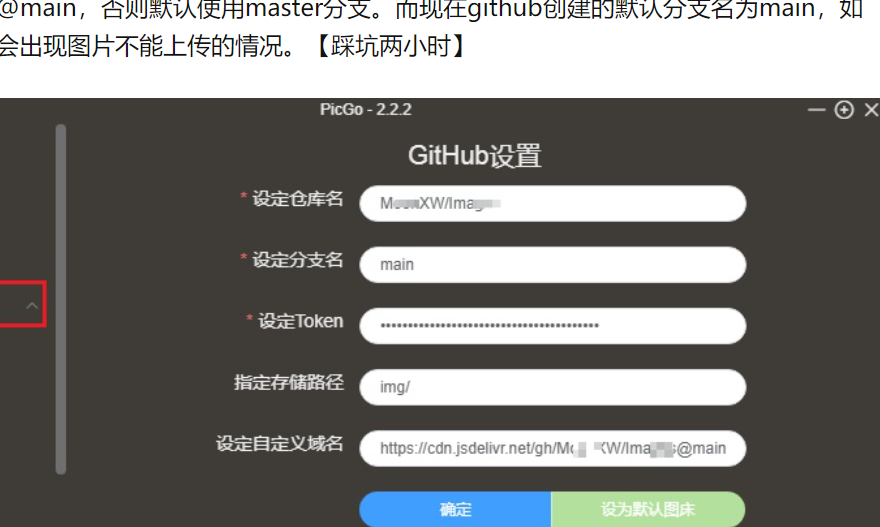 @main，否则默认使用master分支。而现在github创建的默认分支名为main，如
会出现图片不能上传的情况。【踩坑两小时】
PicGo - 2.2.2
GitHub设置
* 设定仓库名
XW/Imag
* 设定分支名
main
* 设定Token
••••••••••••••••••••••••••••••••••••••••
指定存储路径
img/
设定自定义域名
https://cdn.jsdelivr.net/gh/Mo XW/Ima s@main
确定
设为默认图床